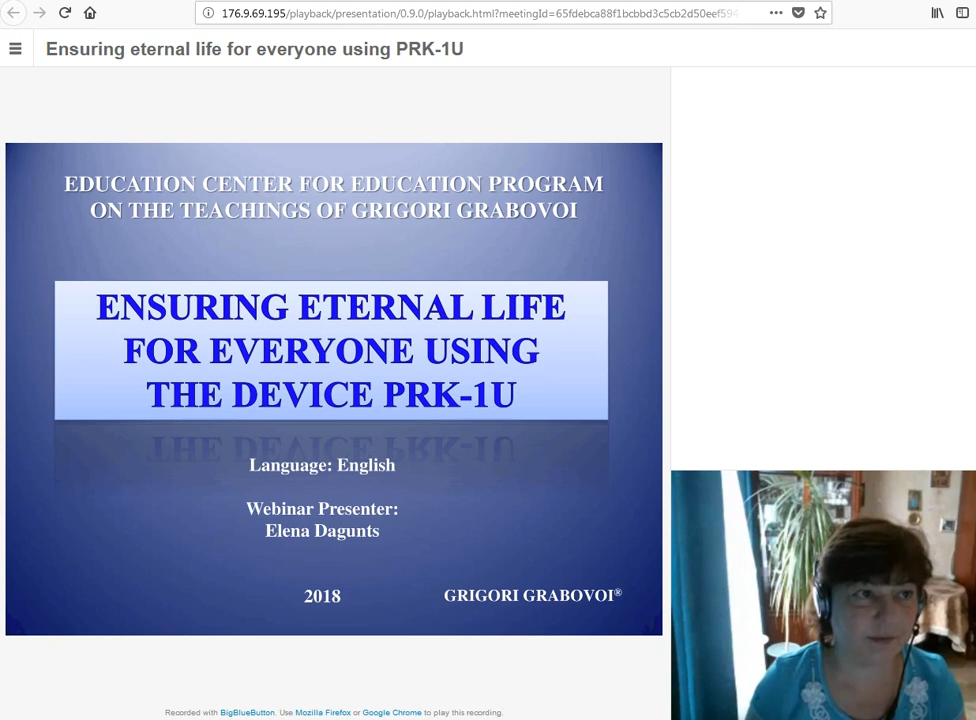 176.9.69.195/playback/presentation/0.9.0/playback.html?meetingId=65fdebca88f1bcbbd3c5cb2d50eef594
Ensuring eternal life for everyone using PRK-1U
EDUCATION CENTER FOR EDUCATION PROGRAM
ON THE TEACHINGS OF GRIGORI GRABOVOI
ENSURING ETERNAL LIFE
FOR EVERYONE USING
THE DEVICE PRK-1U
Language: English
Webinar Presenter:
Elena Dagunts
2018
GRIGORI GRABOVOI®
Recorded with BigBlueButton. Use Mozilla Firefox or Google Chrome to play this recording.